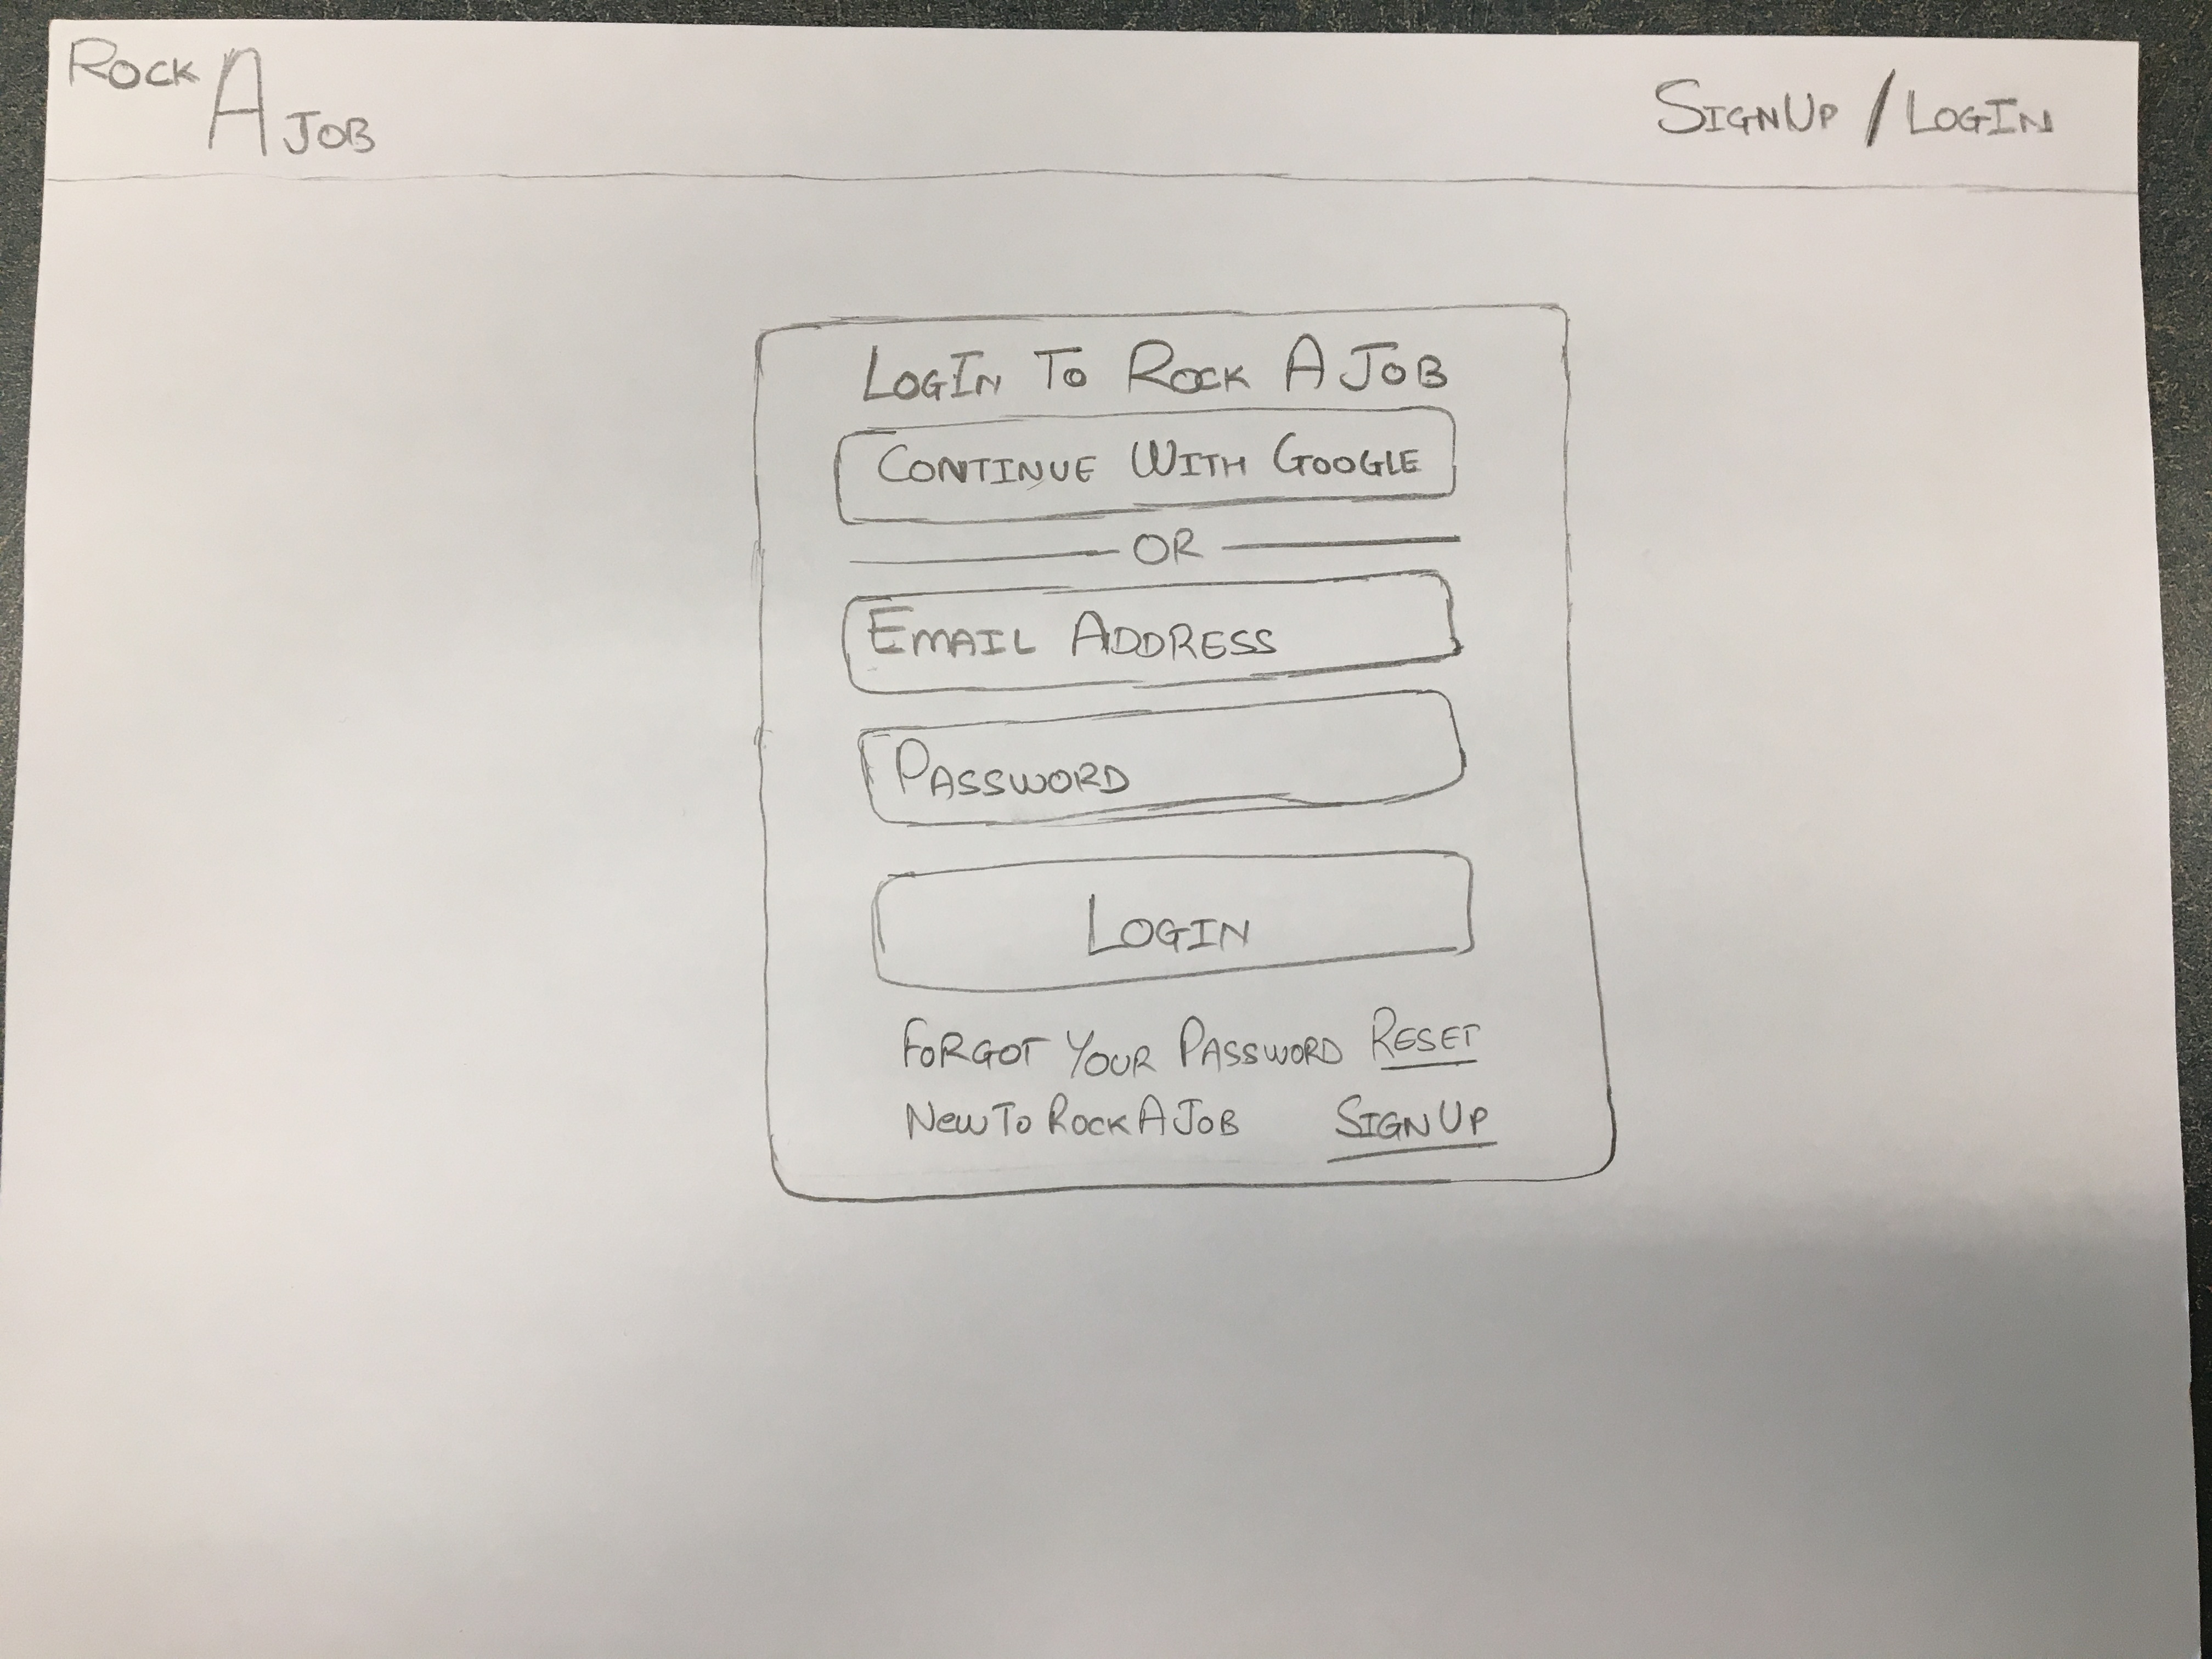 Rock A Job
SignUp / LogIn
LogIn To Rock A Job
Continue With Google
OR
Email Address
Password
Login
Forgot Your Password Reset
New To Rock A Job Sign Up